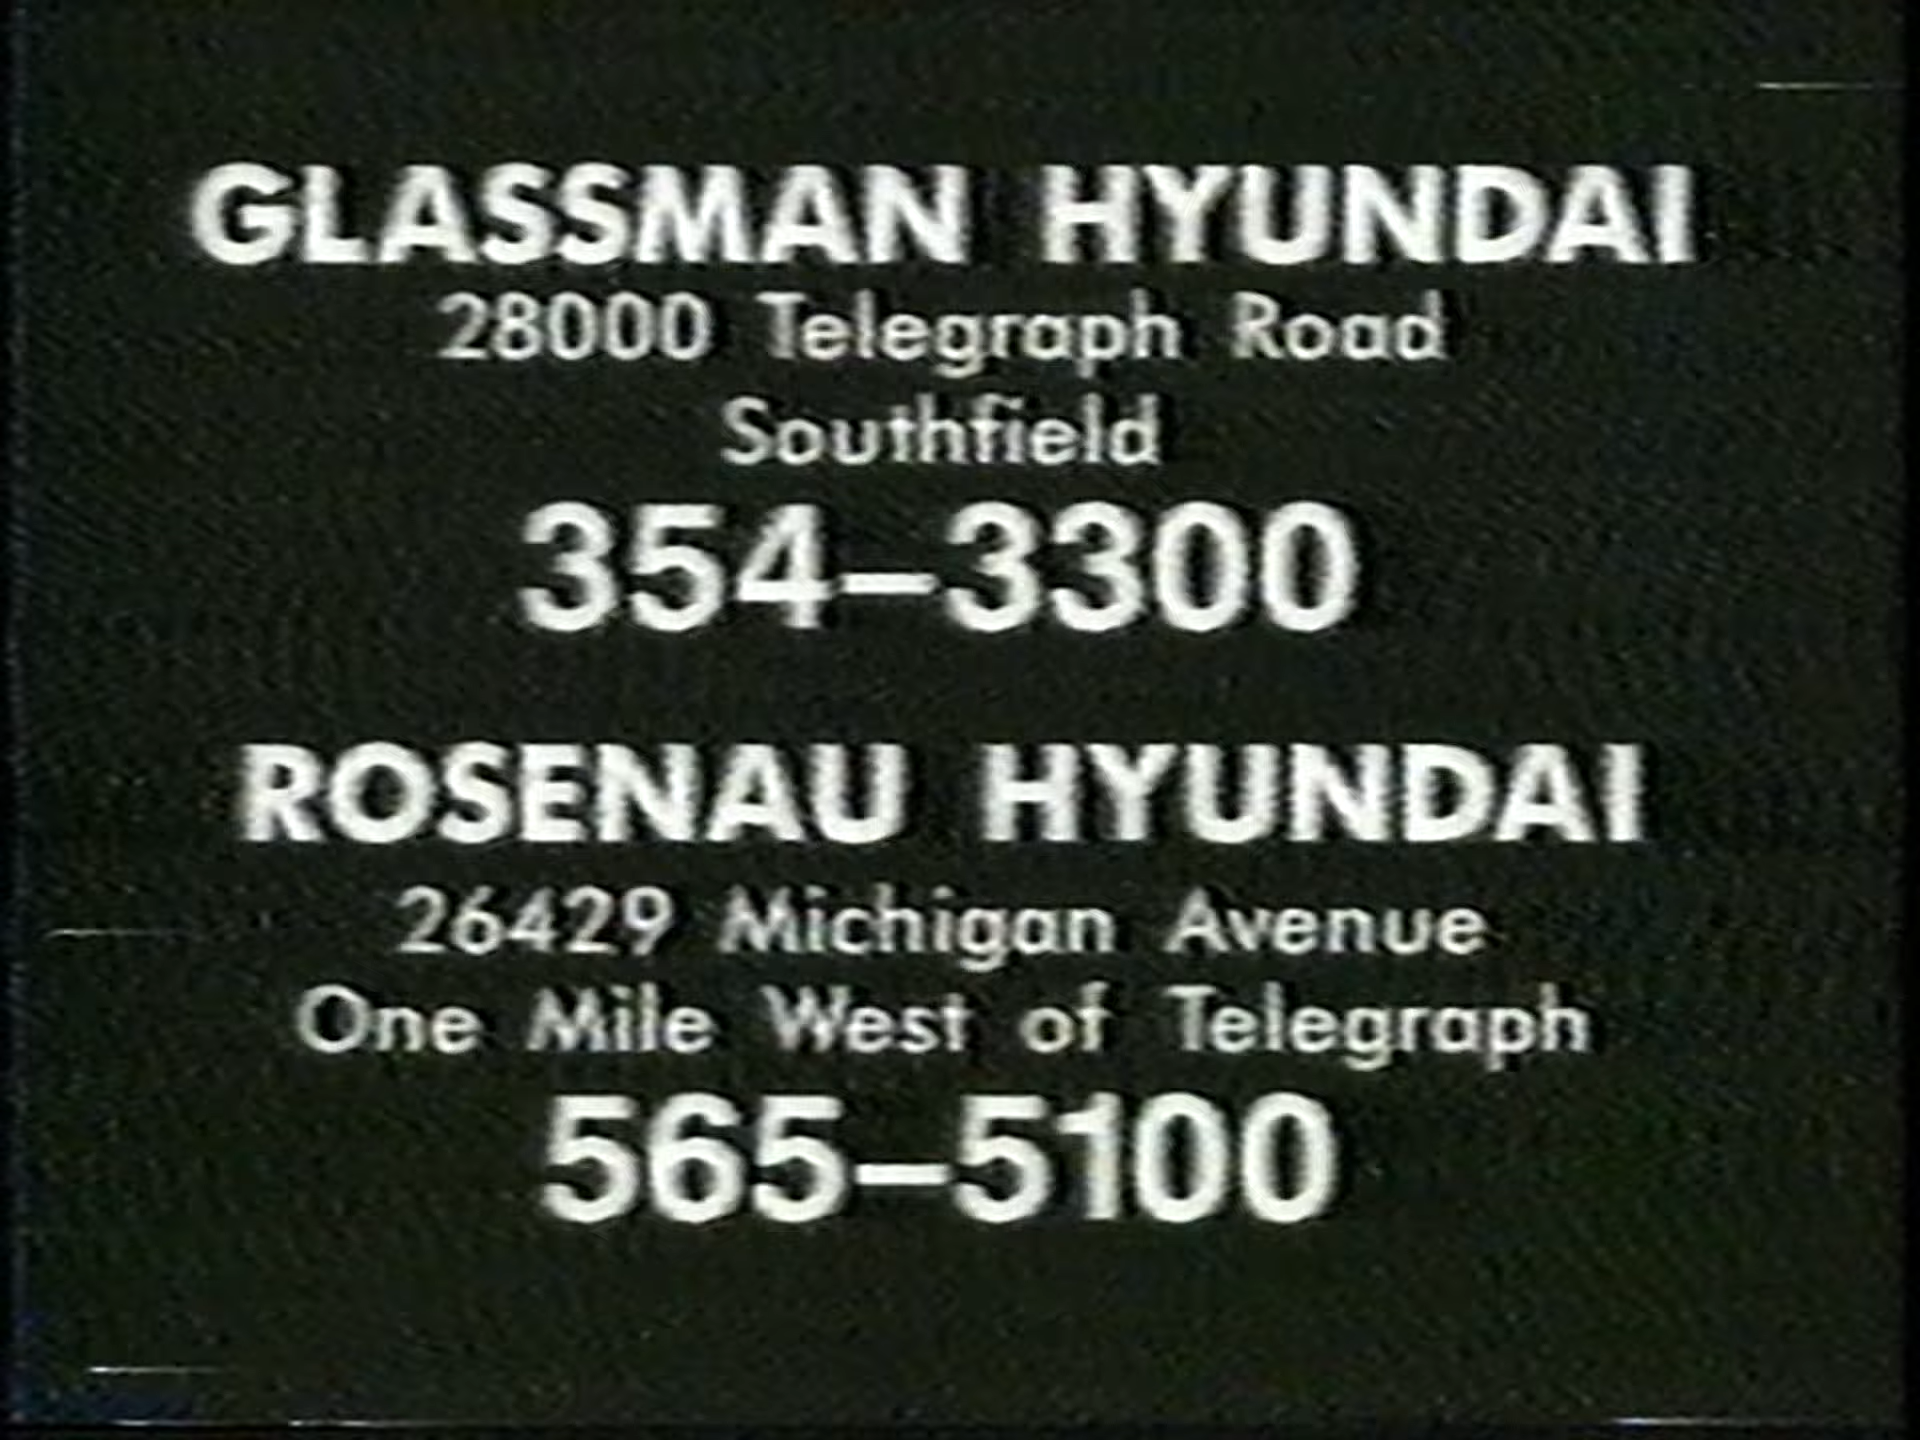 GLASSMAN HYUNDAI
28000 Telegraph Road
Southfield
354-3300
ROSENAU HYUNDAI
26429 Michigan Avenue
One Mile West of Telegraph
565-5100